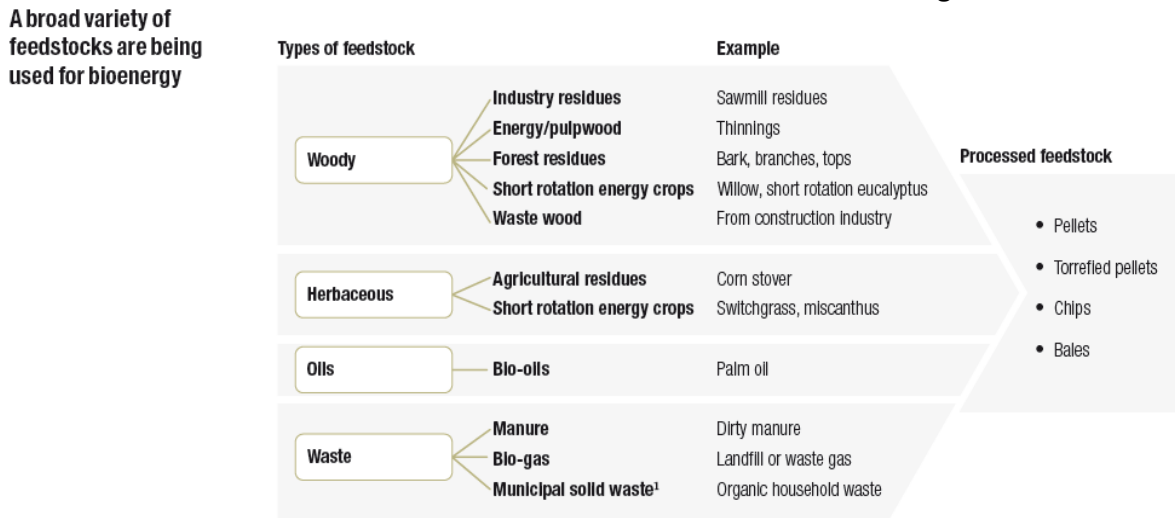 A broad variety of
feedstocks are being
used for bioenergy
Types of feedstock
Example
Woody
Industry residues
Sawmill residues
Energy/pulpwood
Thinnings
Forest residues
Bark, branches, tops
Short rotation energy crops
Willow, short rotation eucalyptus
Waste wood
From construction industry
Herbaceous
Agricultural residues
Corn stover
Short rotation energy crops
Switchgrass, miscanthus
Oils
Bio-oils
Palm oil
Waste
Manure
Dirty manure
Bio-gas
Landfill or waste gas
Municipal solid waste¹
Organic household waste
Processed feedstock
• Pellets
• Torrefied pellets
• Chips
• Bales